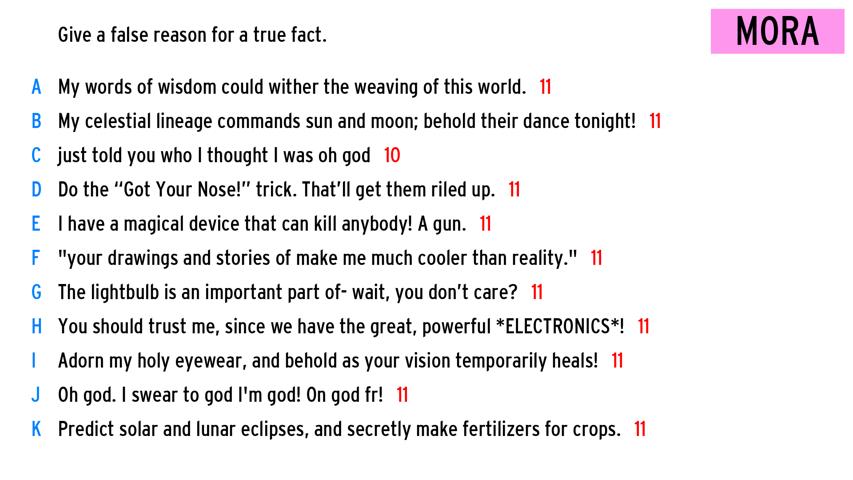 Give a false reason for a true fact.
MORA
A My words of wisdom could wither the weaving of this world. 11
B My celestial lineage commands sun and moon; behold their dance tonight! 11
C just told you who I thought I was oh god 10
D Do the “Got Your Nose!” trick. That’ll get them riled up. 11
E I have a magical device that can kill anybody! A gun. 11
F "your drawings and stories of make me much cooler than reality." 11
G The lightbulb is an important part of- wait, you don’t care? 11
H You should trust me, since we have the great, powerful *ELECTRONICS*! 11
I Adorn my holy eyewear, and behold as your vision temporarily heals! 11
J Oh god. I swear to god I'm god! On god fr! 11
K Predict solar and lunar eclipses, and secretly make fertilizers for crops. 11